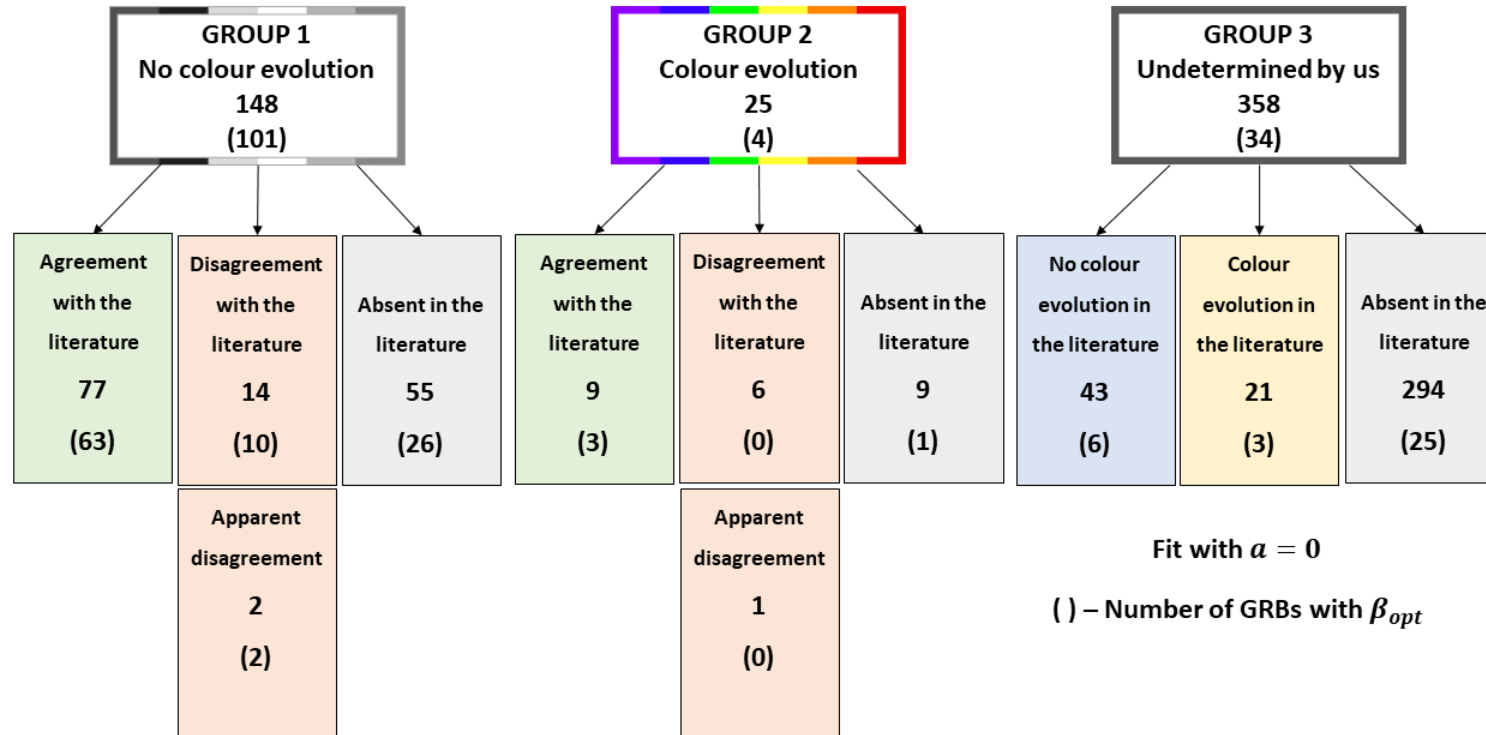 GROUP 1
No colour evolution
148
(101)
GROUP 2
Colour evolution
25
(4)
GROUP 3
Undetermined by us
358
(34)
Agreement
with the
literature
77
(63)
Disagreement
with the
literature
14
(10)
Absent in the
literature
55
(26)
Apparent
disagreement
2
(2)
Agreement
with the
literature
9
(3)
Disagreement
with the
literature
6
(0)
Absent in the
literature
9
(1)
Apparent
disagreement
1
(0)
No colour
evolution in
the literature
43
(6)
Colour
evolution in
the literature
21
(3)
Absent in the
literature
294
(25)
Fit with a = 0
( ) – Number of GRBs with β_opt